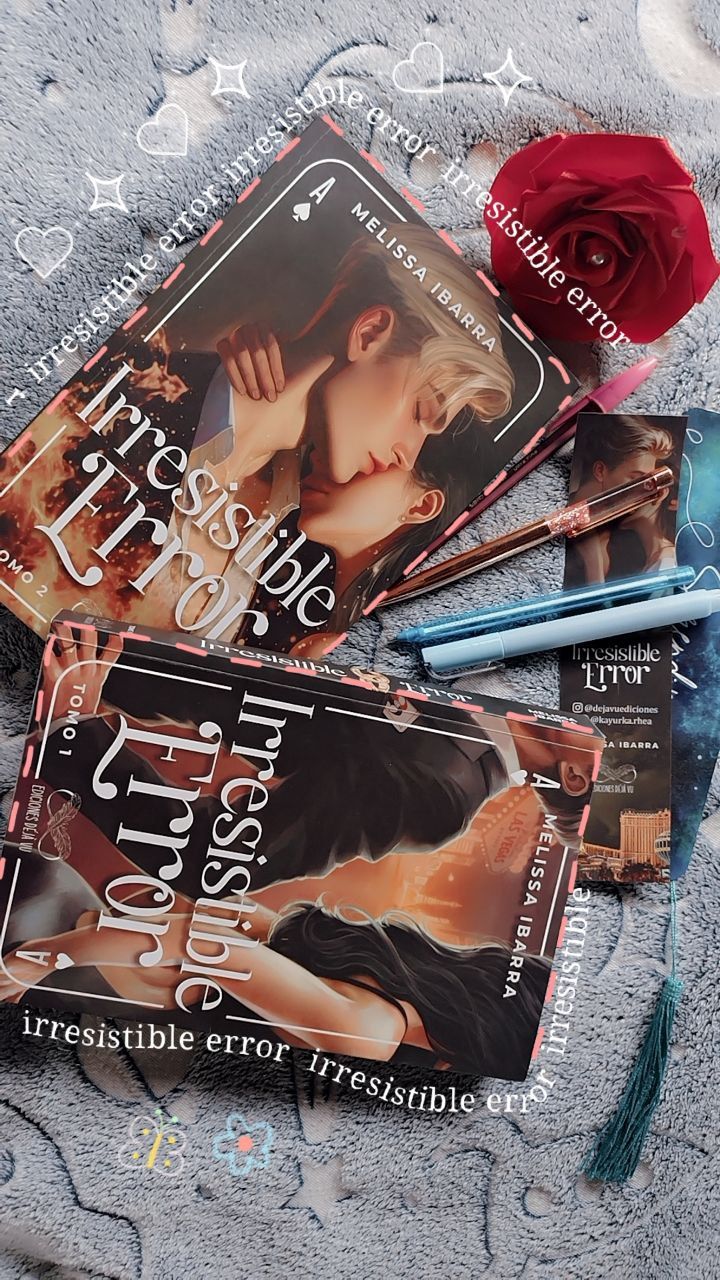 irresistible error irresistible error irresistible error
A
MELISSA IBARRA
Irresistible
Error
TOMO 2
Irresistible Error
MELISSA
IBARRA
TOMO 1
Irresistible
Error
EDICIONES DÉJÀ VU
A
MELISSA IBARRA
LAS VEGAS
A
Irresistible
Error
@dejavuediciones
@kayurka.rhea
IBARRA
EDICIONES DÉJÀ VU
irresistible error irresistible error irresistible